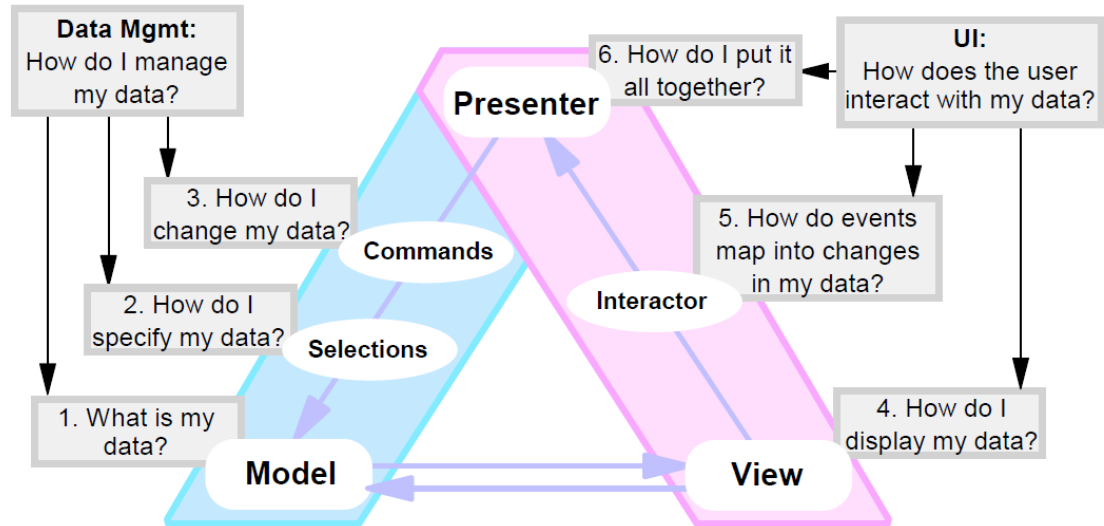 Data Mgmt:
How do I manage
my data?
6. How do I put it
all together?
UI:
How does the user
interact with my data?
Presenter
3. How do I
change my data?
5. How do events
map into changes
in my data?
Commands
2. How do I
specify my data?
Interactor
Selections
1. What is my
data?
4. How do I
display my data?
Model
View